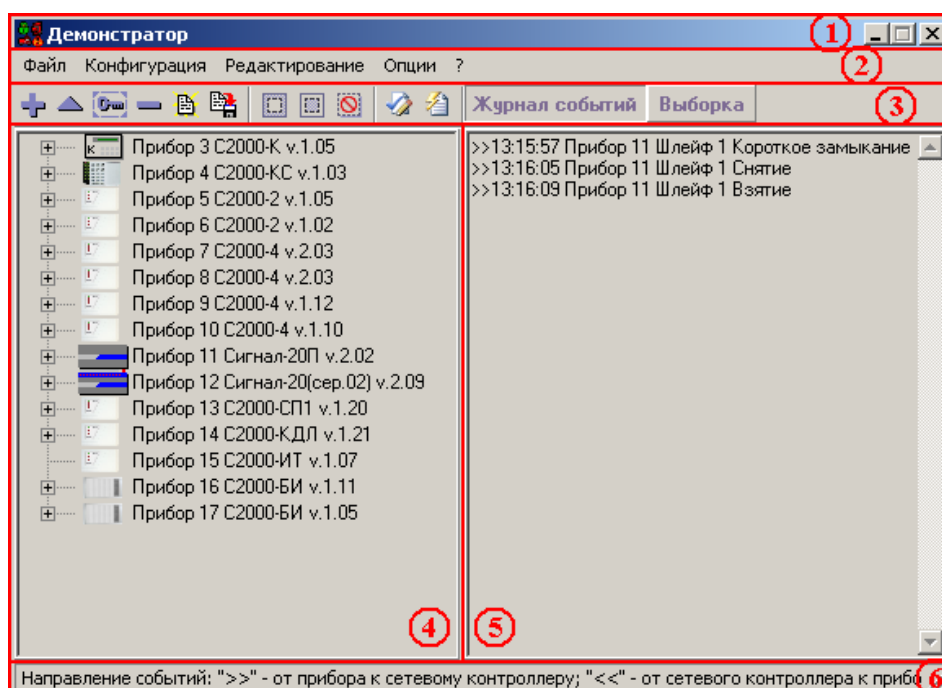 Демонстратор 1
Файл Конфигурация Редактирование Опции ? 2
Журнал событий Выборка 3
Прибор 3 С2000-К v.1.05
Прибор 4 С2000-КС v.1.03
Прибор 5 С2000-2 v.1.05
Прибор 6 С2000-2 v.1.02
Прибор 7 С2000-4 v.2.03
Прибор 8 С2000-4 v.2.03
Прибор 9 С2000-4 v.1.12
Прибор 10 С2000-4 v.1.10
Прибор 11 Сигнал-20П v.2.02
Прибор 12 Сигнал-20(сер.02) v.2.09
Прибор 13 С2000-СП1 v.1.20
Прибор 14 С2000-КДЛ v.1.21
Прибор 15 С2000-ИТ v.1.07
Прибор 16 С2000-БИ v.1.11
Прибор 17 С2000-БИ v.1.05
4
>>13:15:57 Прибор 11 Шлейф 1 Короткое замыкание
>>13:16:05 Прибор 11 Шлейф 1 Снятие
>>13:16:09 Прибор 11 Шлейф 1 Взятие
5
Направление событий: ">>" - от прибора к сетевому контроллеру; "<<" - от сетевого контроллера к прибо 6